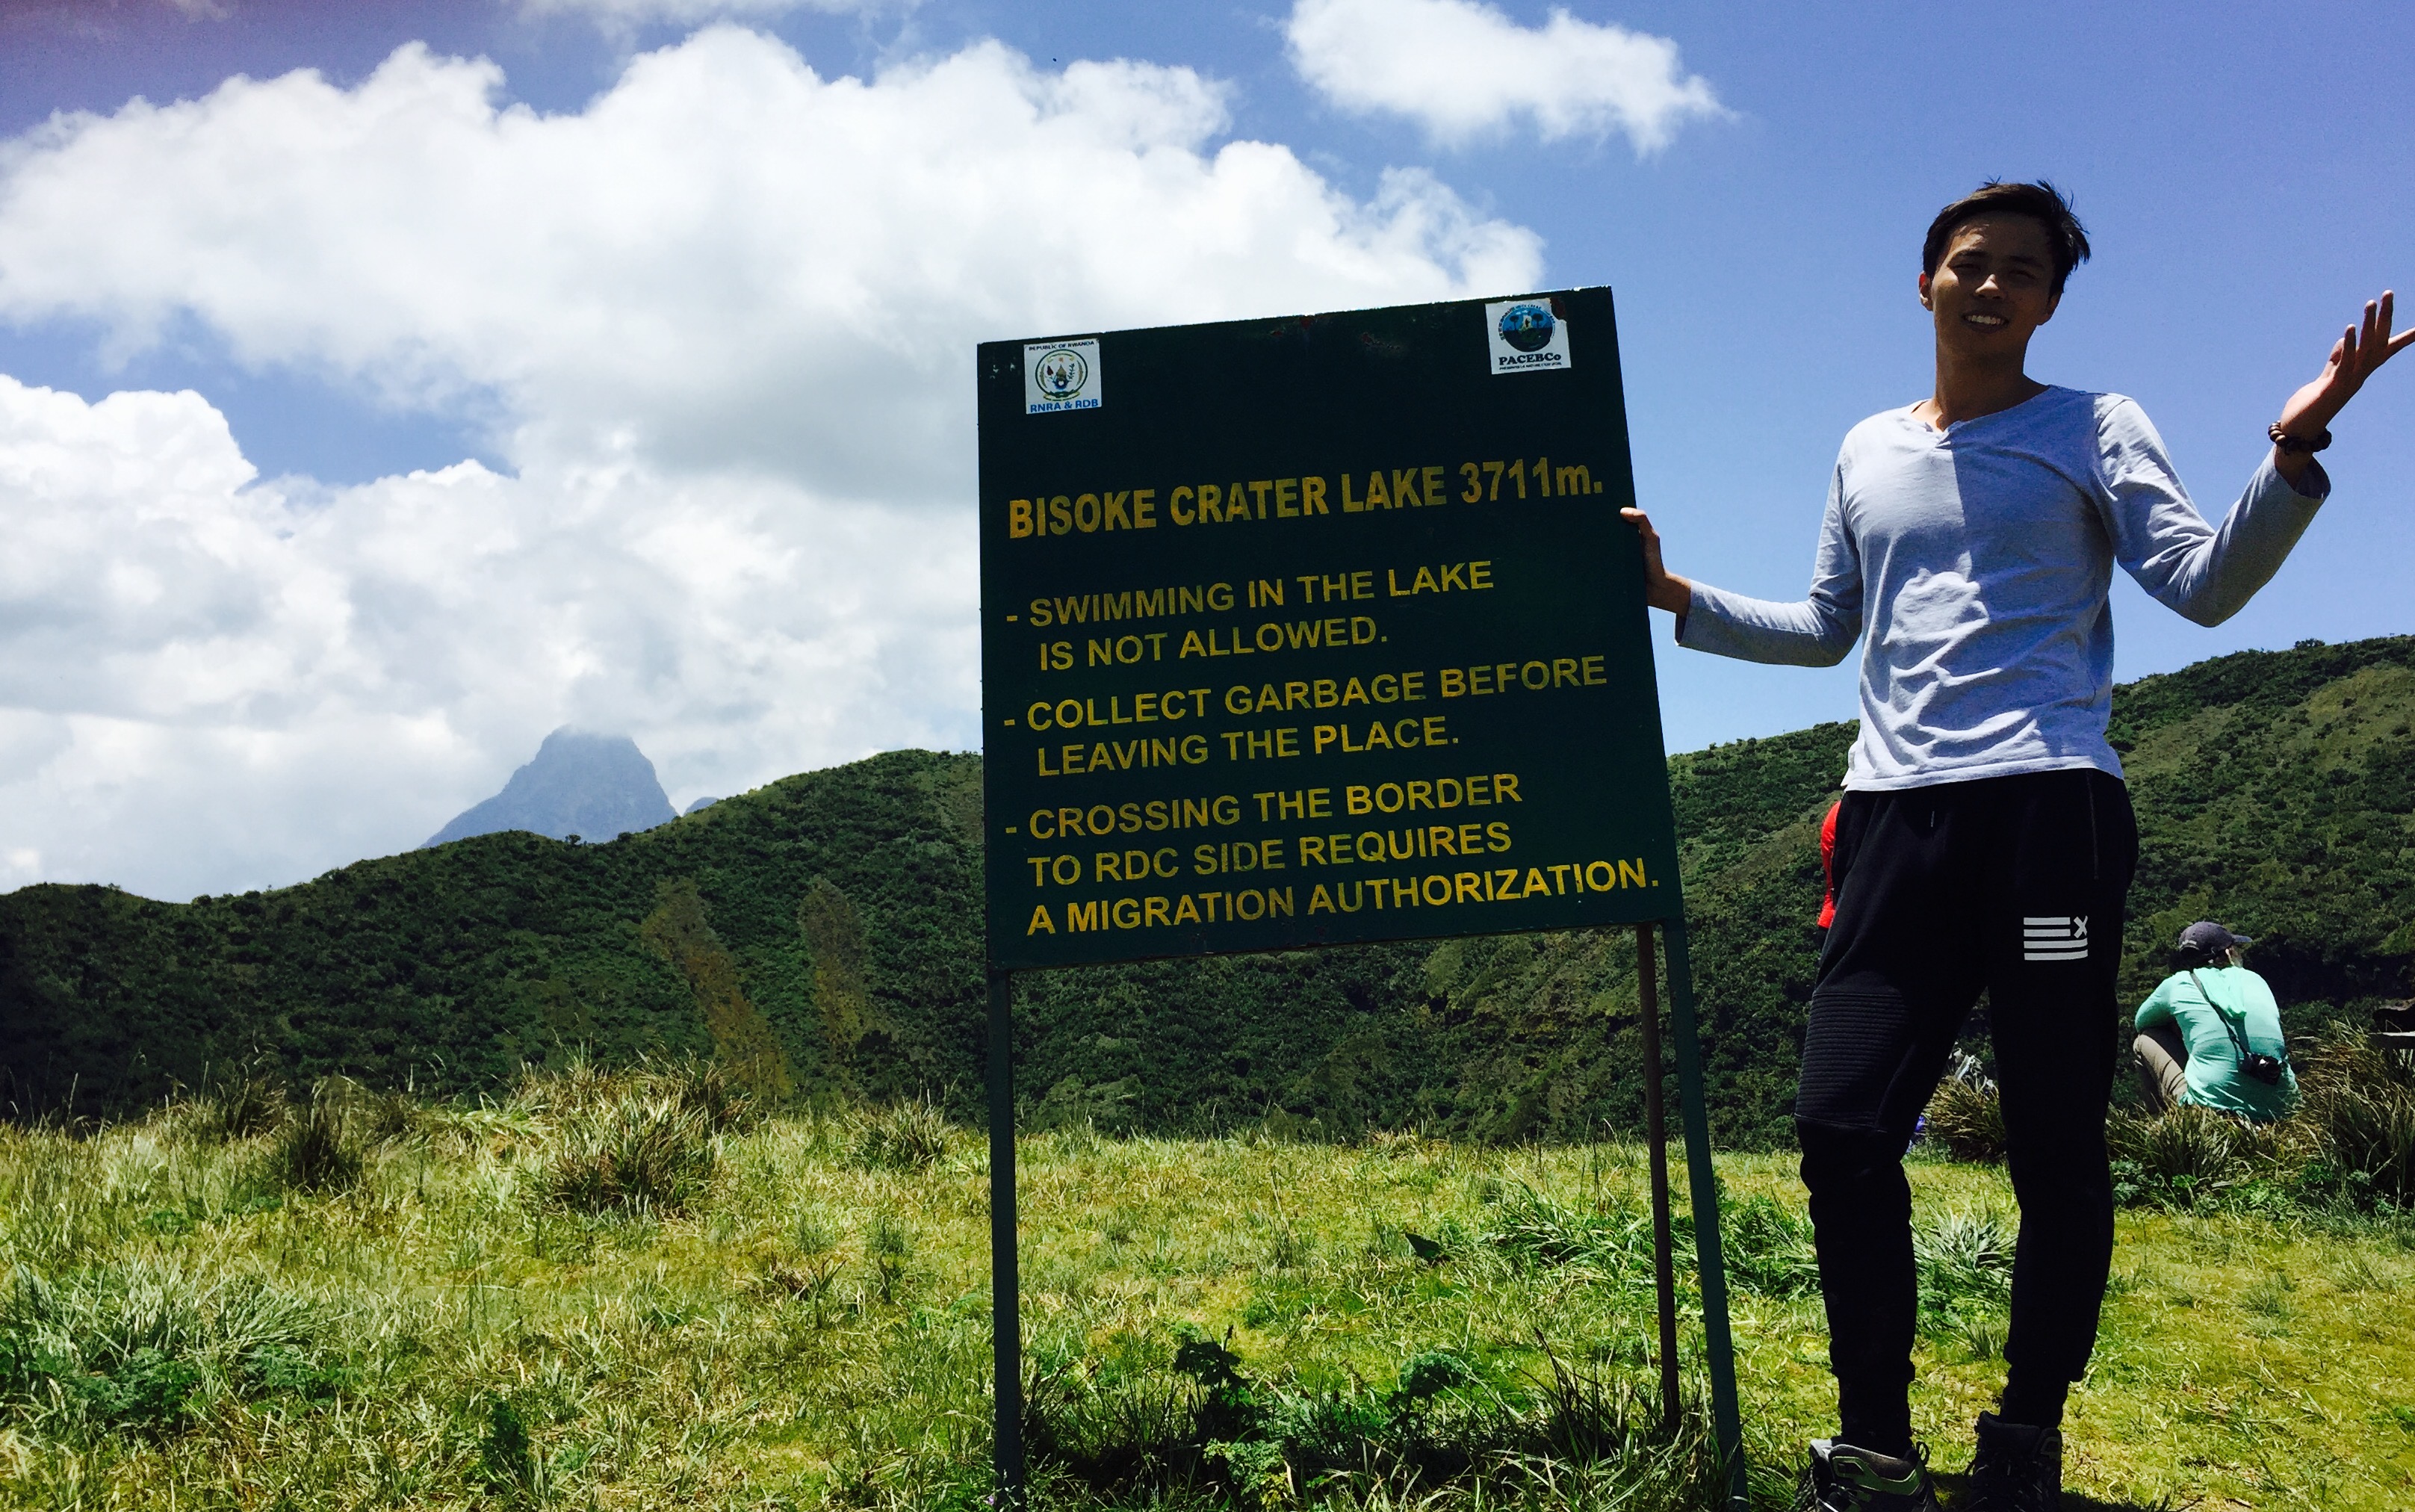 REPUBLIC OF RWANDA
RNRA & RDB
PACEBCo
BISOKE CRATER LAKE 3711m.
- SWIMMING IN THE LAKE
IS NOT ALLOWED.
- COLLECT GARBAGE BEFORE
LEAVING THE PLACE.
- CROSSING THE BORDER
TO RDC SIDE REQUIRES
A MIGRATION AUTHORIZATION.